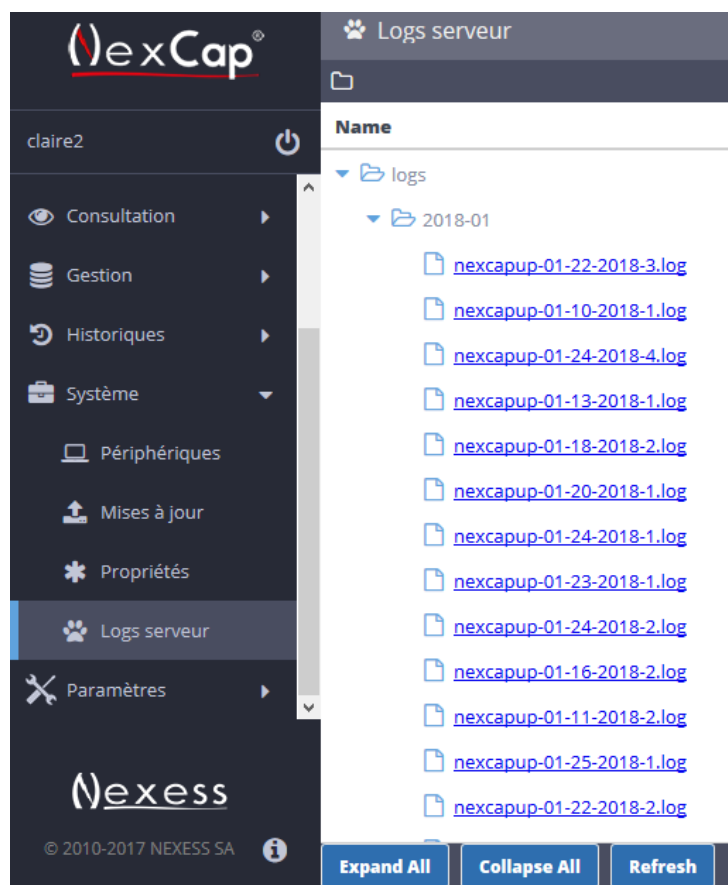 NexCap®
claire2
Consultation
Gestion
Historiques
Système
Périphériques
Mises à jour
Propriétés
Logs serveur
Paramètres
Nexess
© 2010-2017 NEXESS SA
Logs serveur
Name
logs
2018-01
nexcapup-01-22-2018-3.log
nexcapup-01-10-2018-1.log
nexcapup-01-24-2018-4.log
nexcapup-01-13-2018-1.log
nexcapup-01-18-2018-2.log
nexcapup-01-20-2018-1.log
nexcapup-01-24-2018-1.log
nexcapup-01-23-2018-1.log
nexcapup-01-24-2018-2.log
nexcapup-01-16-2018-2.log
nexcapup-01-11-2018-2.log
nexcapup-01-25-2018-1.log
nexcapup-01-22-2018-2.log
Expand All Collapse All Refresh